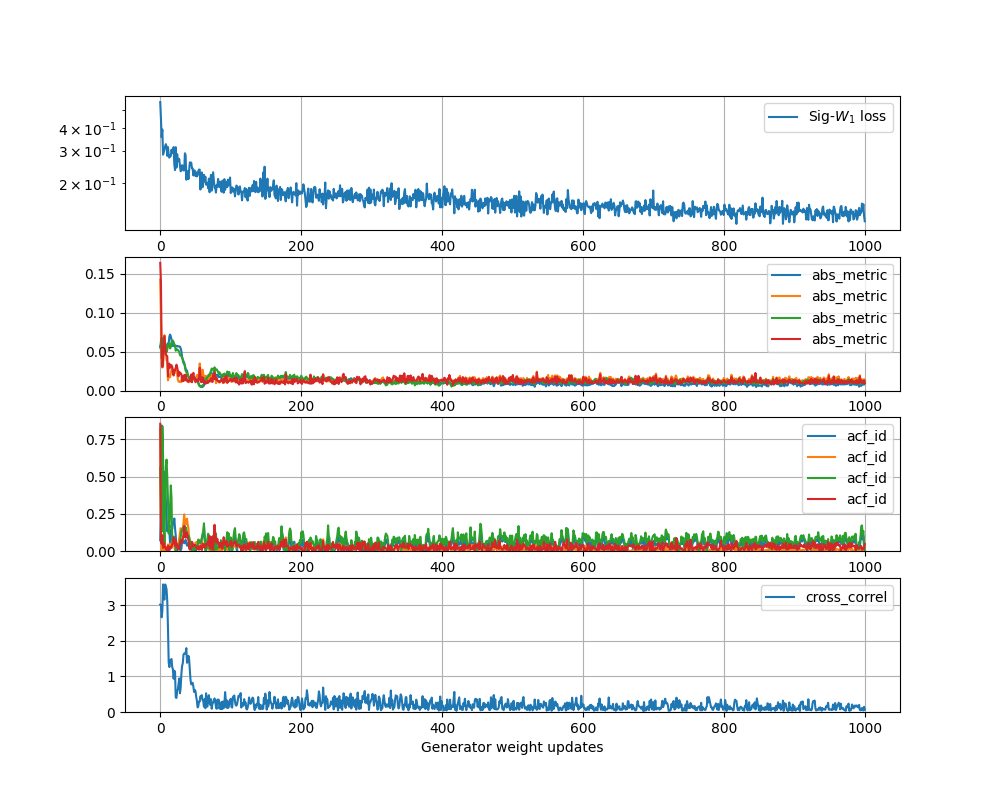 Sig-W₁ loss
4 × 10⁻¹
3 × 10⁻¹
2 × 10⁻¹
0 200 400 600 800 1000
abs_metric
abs_metric
abs_metric
abs_metric
0.15
0.10
0.05
0.00
0 200 400 600 800 1000
acf_id
acf_id
acf_id
acf_id
0.75
0.50
0.25
0.00
0 200 400 600 800 1000
cross_correl
3
2
1
0
0 200 400 600 800 1000
Generator weight updates